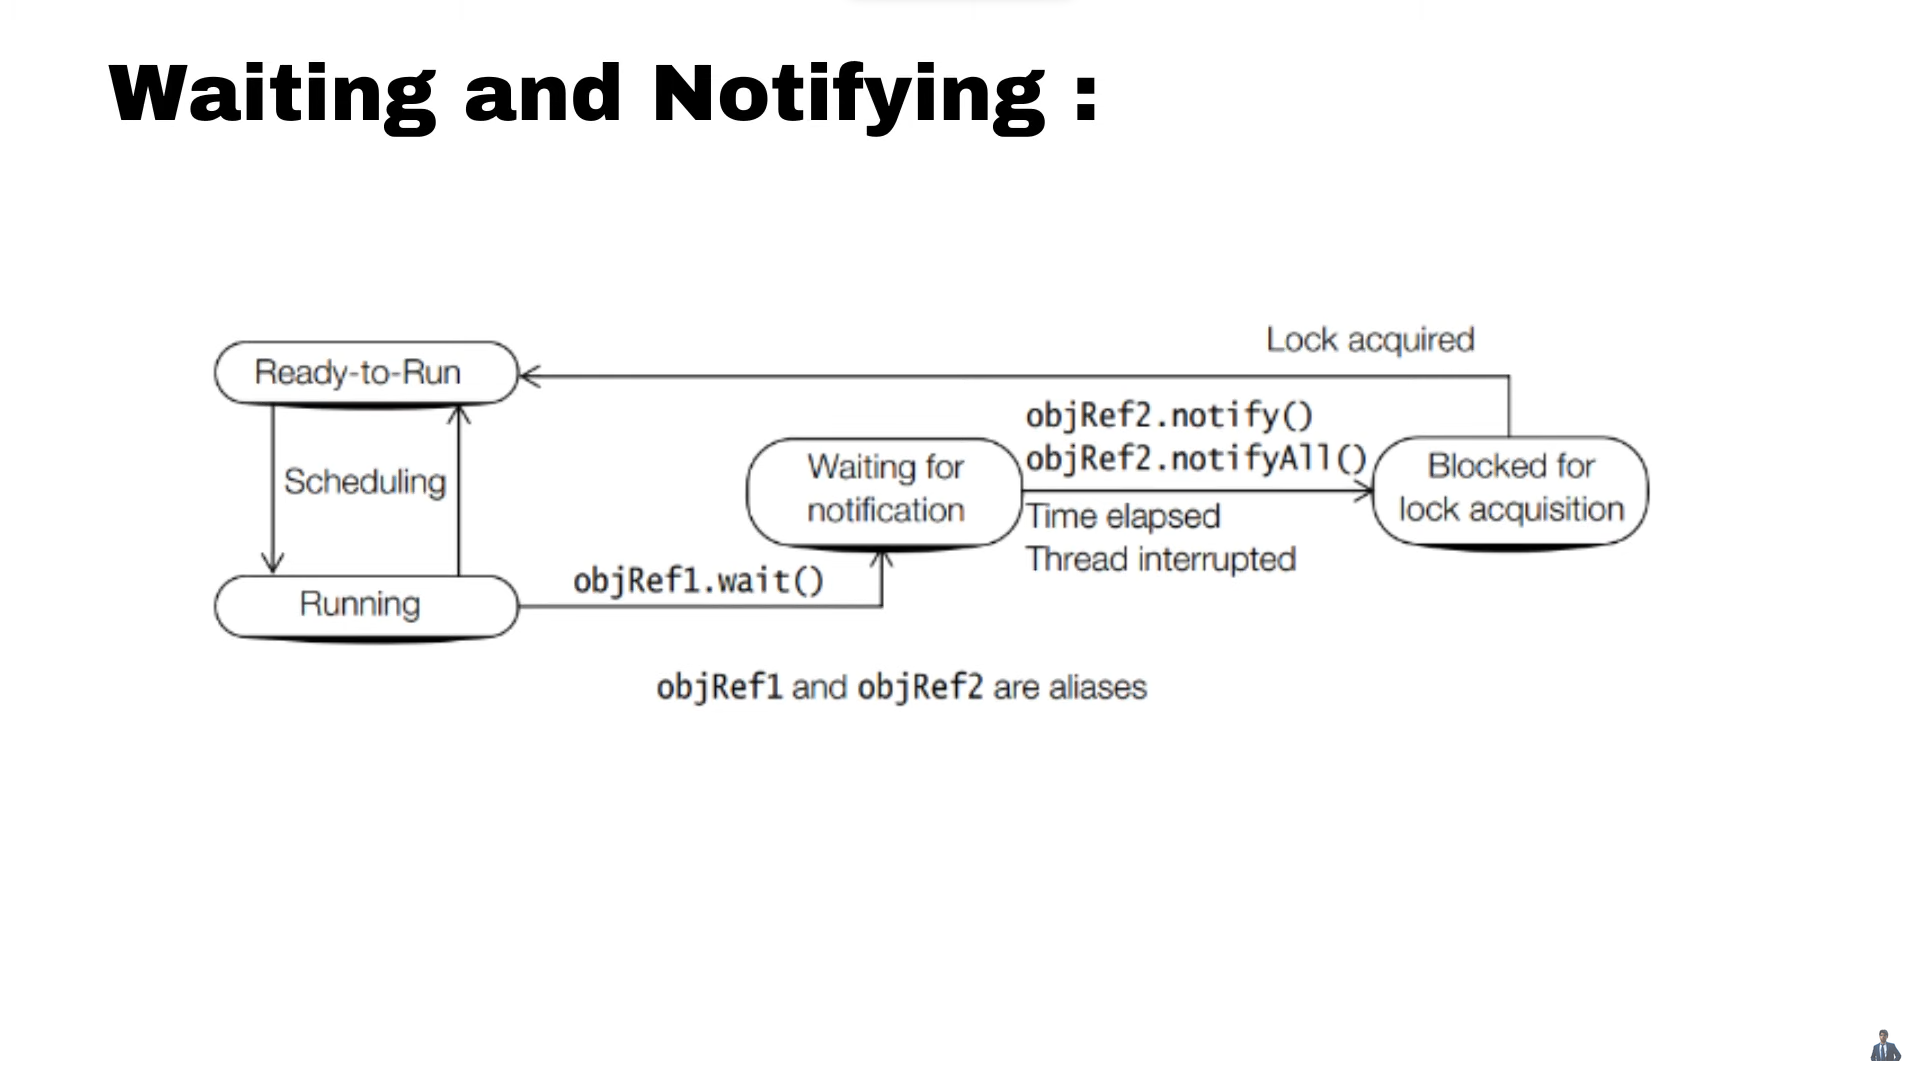 Waiting and Notifying :
Lock acquired
Ready-to-Run
objRef2.notify()
objRef2.notifyAll()
Waiting for
notification
Blocked for
lock acquisition
Scheduling
Time elapsed
Thread interrupted
objRef1.wait()
Running
objRef1 and objRef2 are aliases